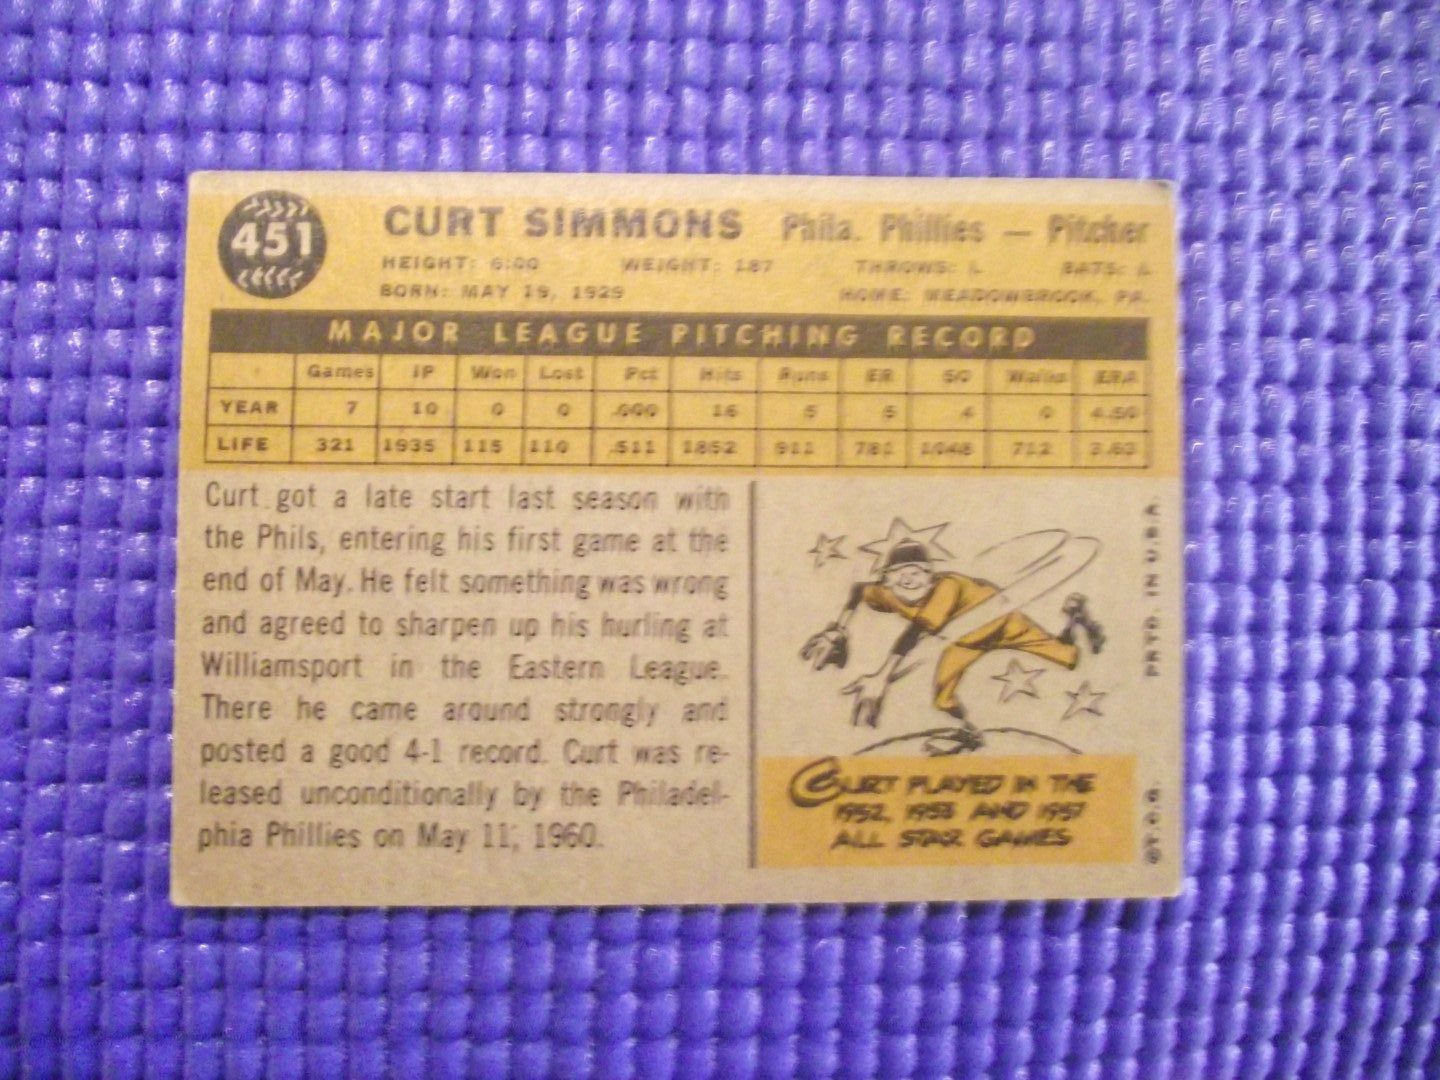 451
CURT SIMMONS Phila. Phillies — Pitcher
HEIGHT: 6:00 WEIGHT: 187 THROWS: L BATS: L
BORN: MAY 19, 1929 HOME: MEADOWBROOK, PA.
MAJOR LEAGUE PITCHING RECORD
Games IP Won Lost Pct Hits Runs ER SO Walks ERA
YEAR 7 10 0 0 .000 16 5 5 4 0 4.50
LIFE 321 1935 115 110 .511 1852 911 781 1048 712 3.63
Curt got a late start last season with
the Phils, entering his first game at the
end of May. He felt something was wrong
and agreed to sharpen up his hurling at
Williamsport in the Eastern League.
There he came around strongly and
posted a good 4-1 record. Curt was re-
leased unconditionally by the Philadel-
phia Phillies on May 11, 1960.
CURT PLAYED IN THE
1952, 1953 AND 1957
ALL STAR GAMES
©T.C.G. PRTD. IN U.S.A.